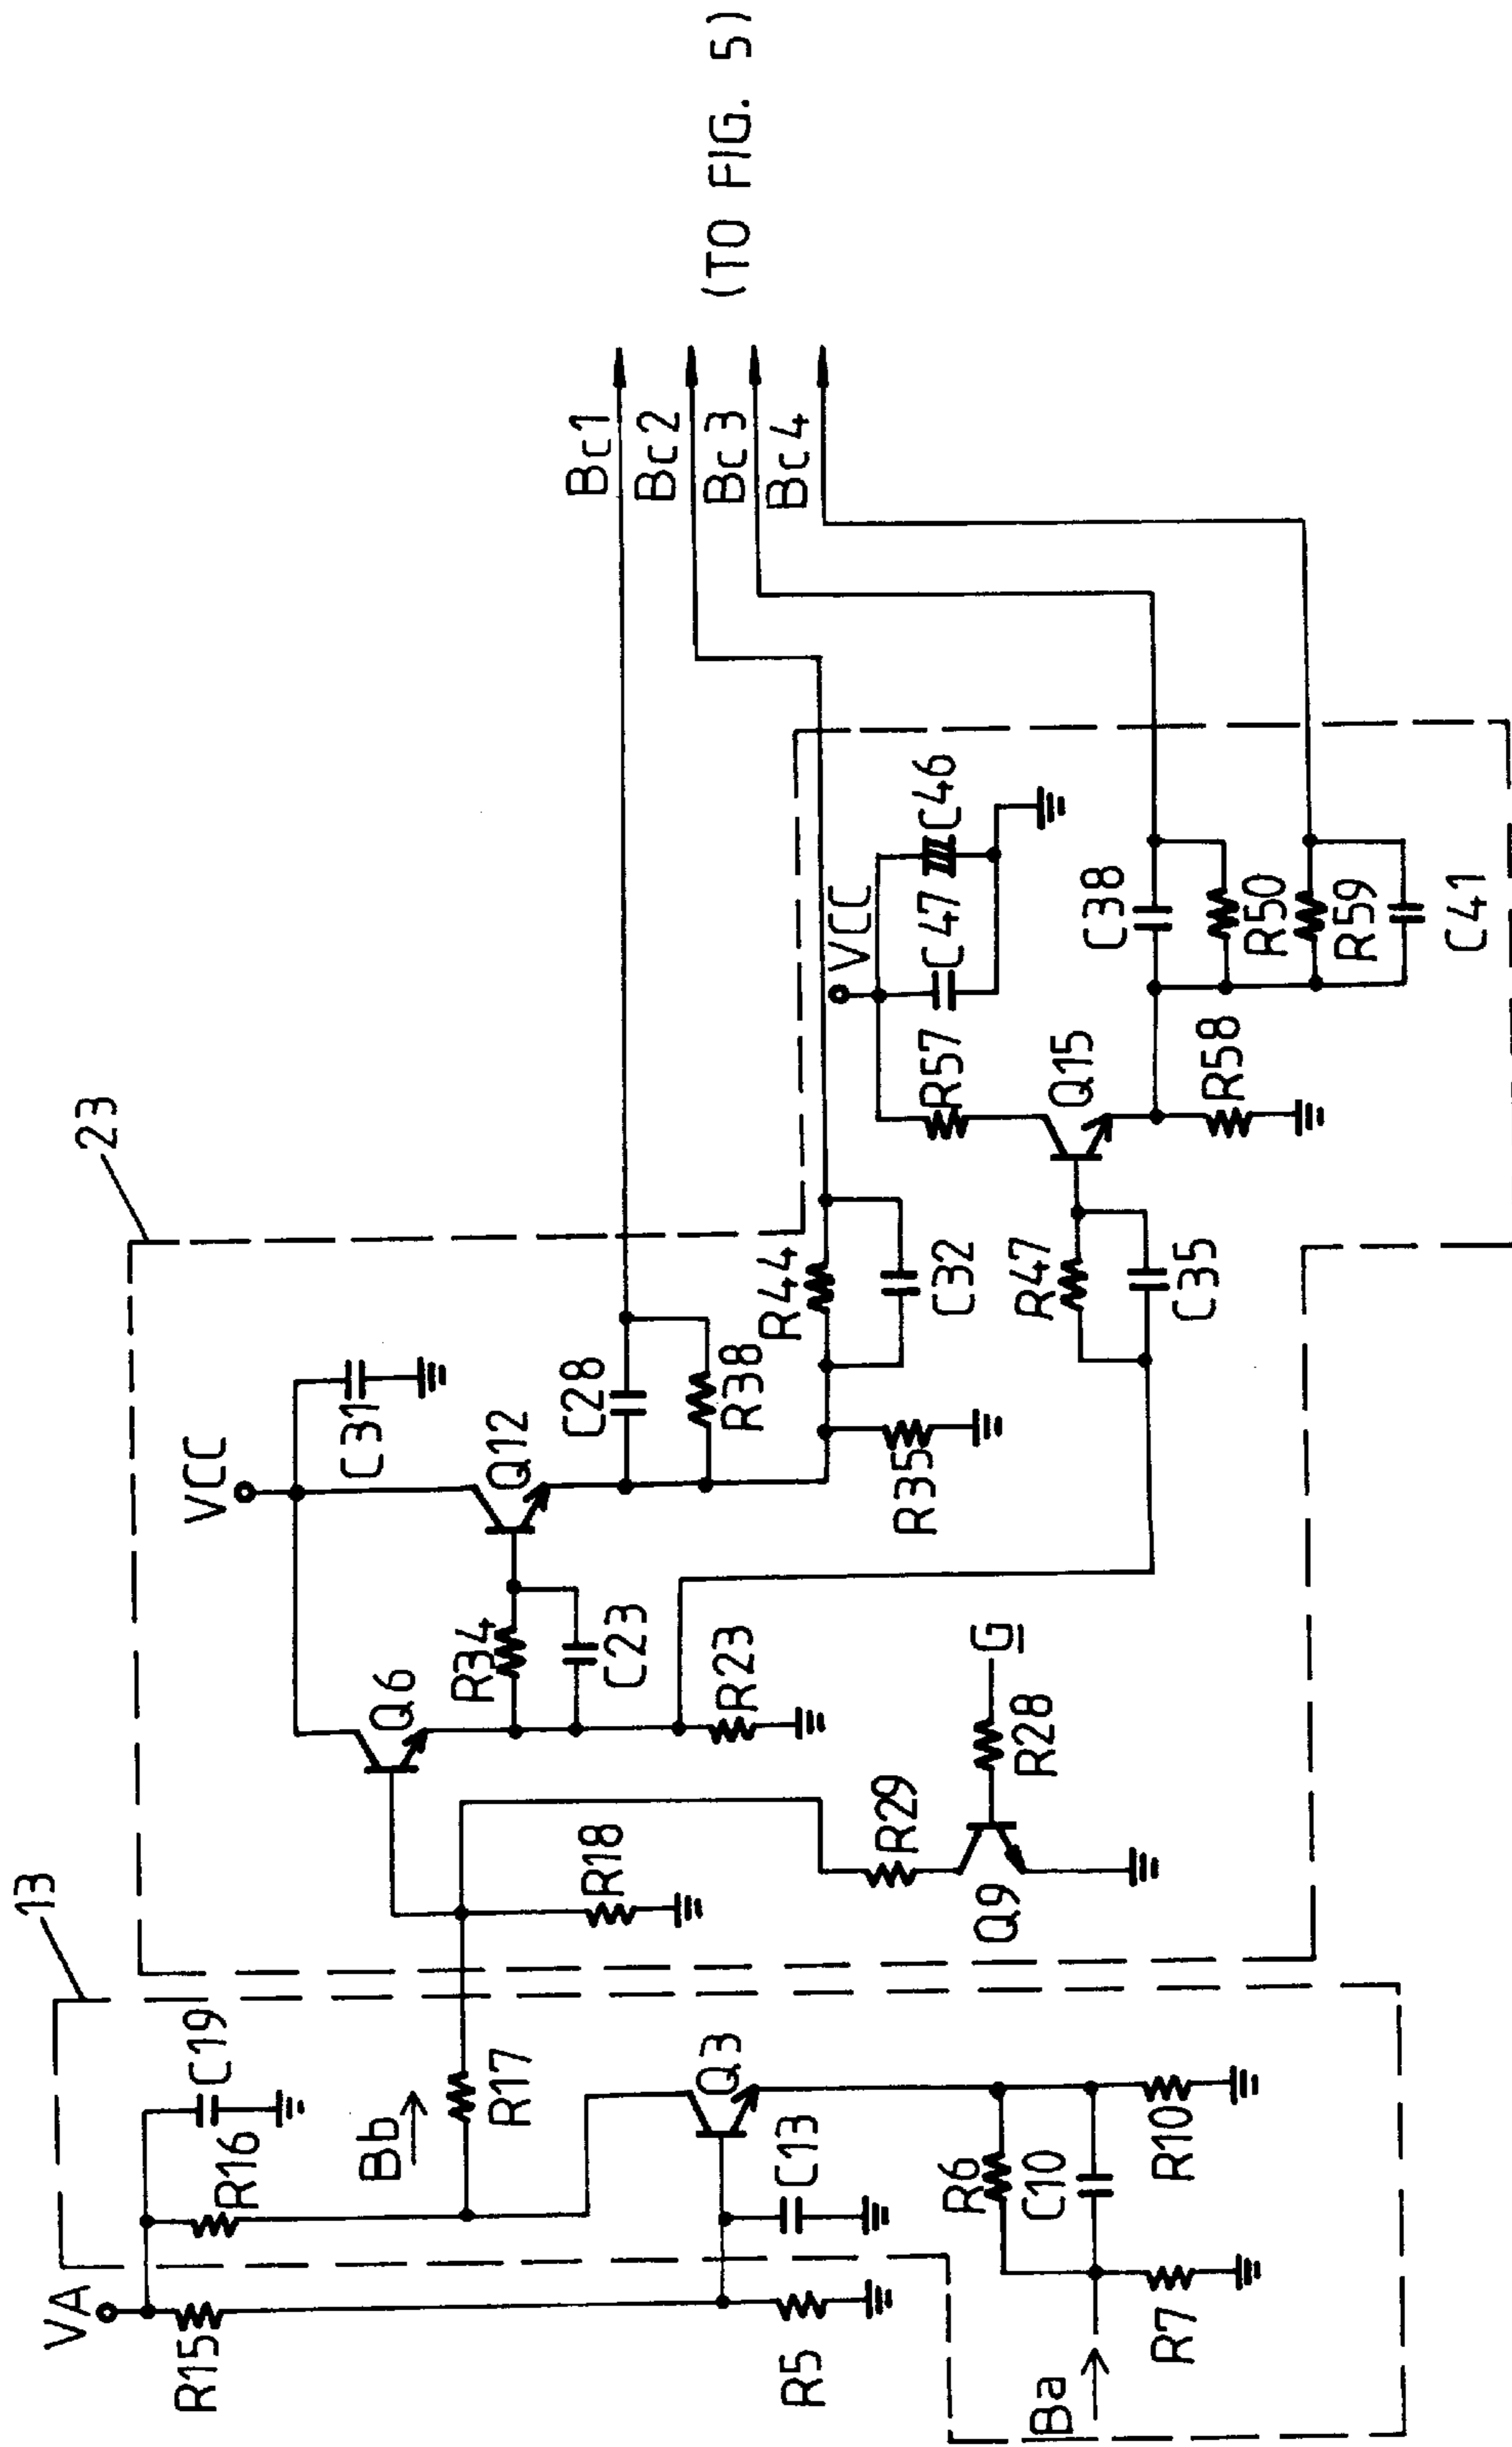 13
23
VA
R15
R16
C19
Bb
R17
Q3
C13
R5
Ba
R7
R6
C10
R10
VCC
C31
Q6
Q12
R34
C23
R23
R18
R29
Q9
R28
G
C28
R38
R44
C32
R35
R47
C35
VCC
C47
C46
R57
Q15
R58
C38
R50
R59
C41
Bc1
Bc2
Bc3
Bc4
(TO FIG. 5)